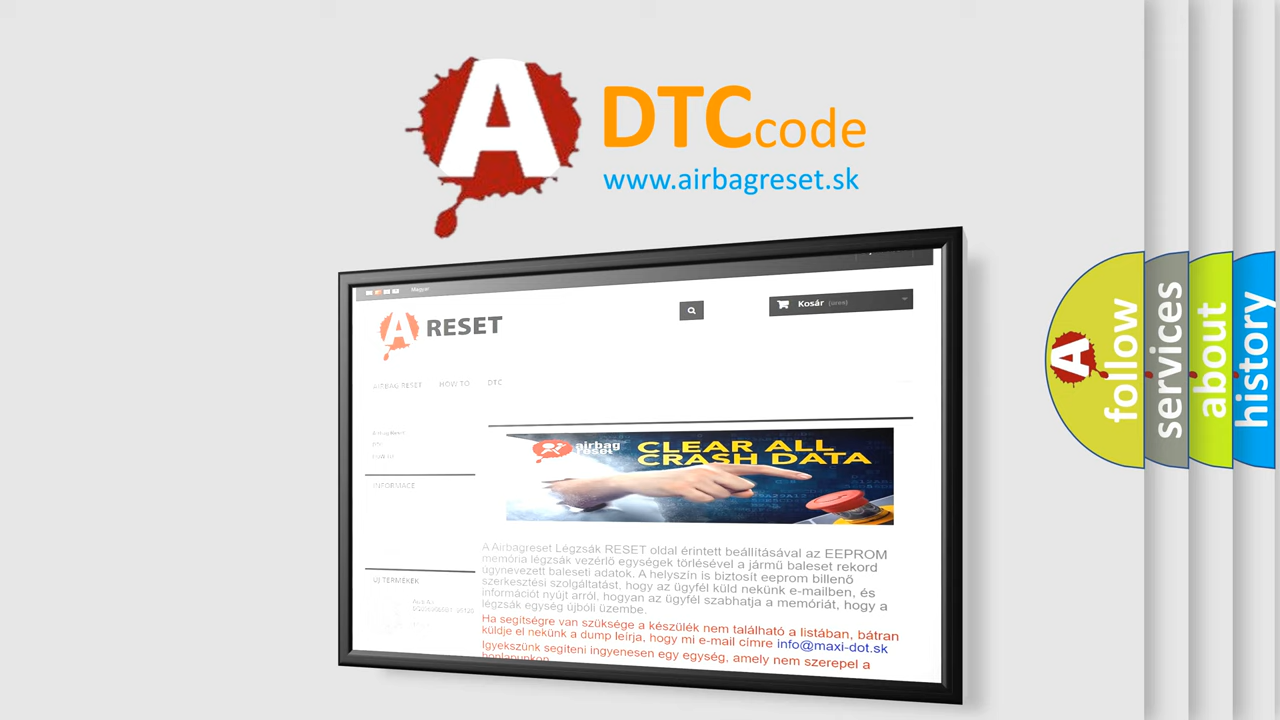 A
DTCcode
www.airbagreset.sk
Magyar
A RESET
Kosár (üres)
AIRBAG RESET HOW TO DTC
INFORMACE
ÚJ TERMÉKEK
airbag
reset
CLEAR ALL
CRASH DATA
A Airbagreset Légzsák RESET oldal érintett beállításával az EEPROM
memória légzsák vezérlő egységek törlésével a jármű baleset rekord
úgynevezett baleseti adatok. A helyszín is biztosít eeprom billenő
szerkesztési szolgáltatást, hogy az ügyfél küld nekünk e-mailben, és
információt nyújt arról, hogyan az ügyfél szabhatja a memóriát, hogy a
légzsák egység újbóli üzembe.
Ha segítségre van szüksége a készülék nem található a listában, bátran
küldje el nekünk a dump leírja, hogy mi e-mail címre info@maxi-dot.sk
Igyekszünk segíteni ingyenesen egy egység, amely nem szerepel a
honlapunkon
A
follow
services
about
history